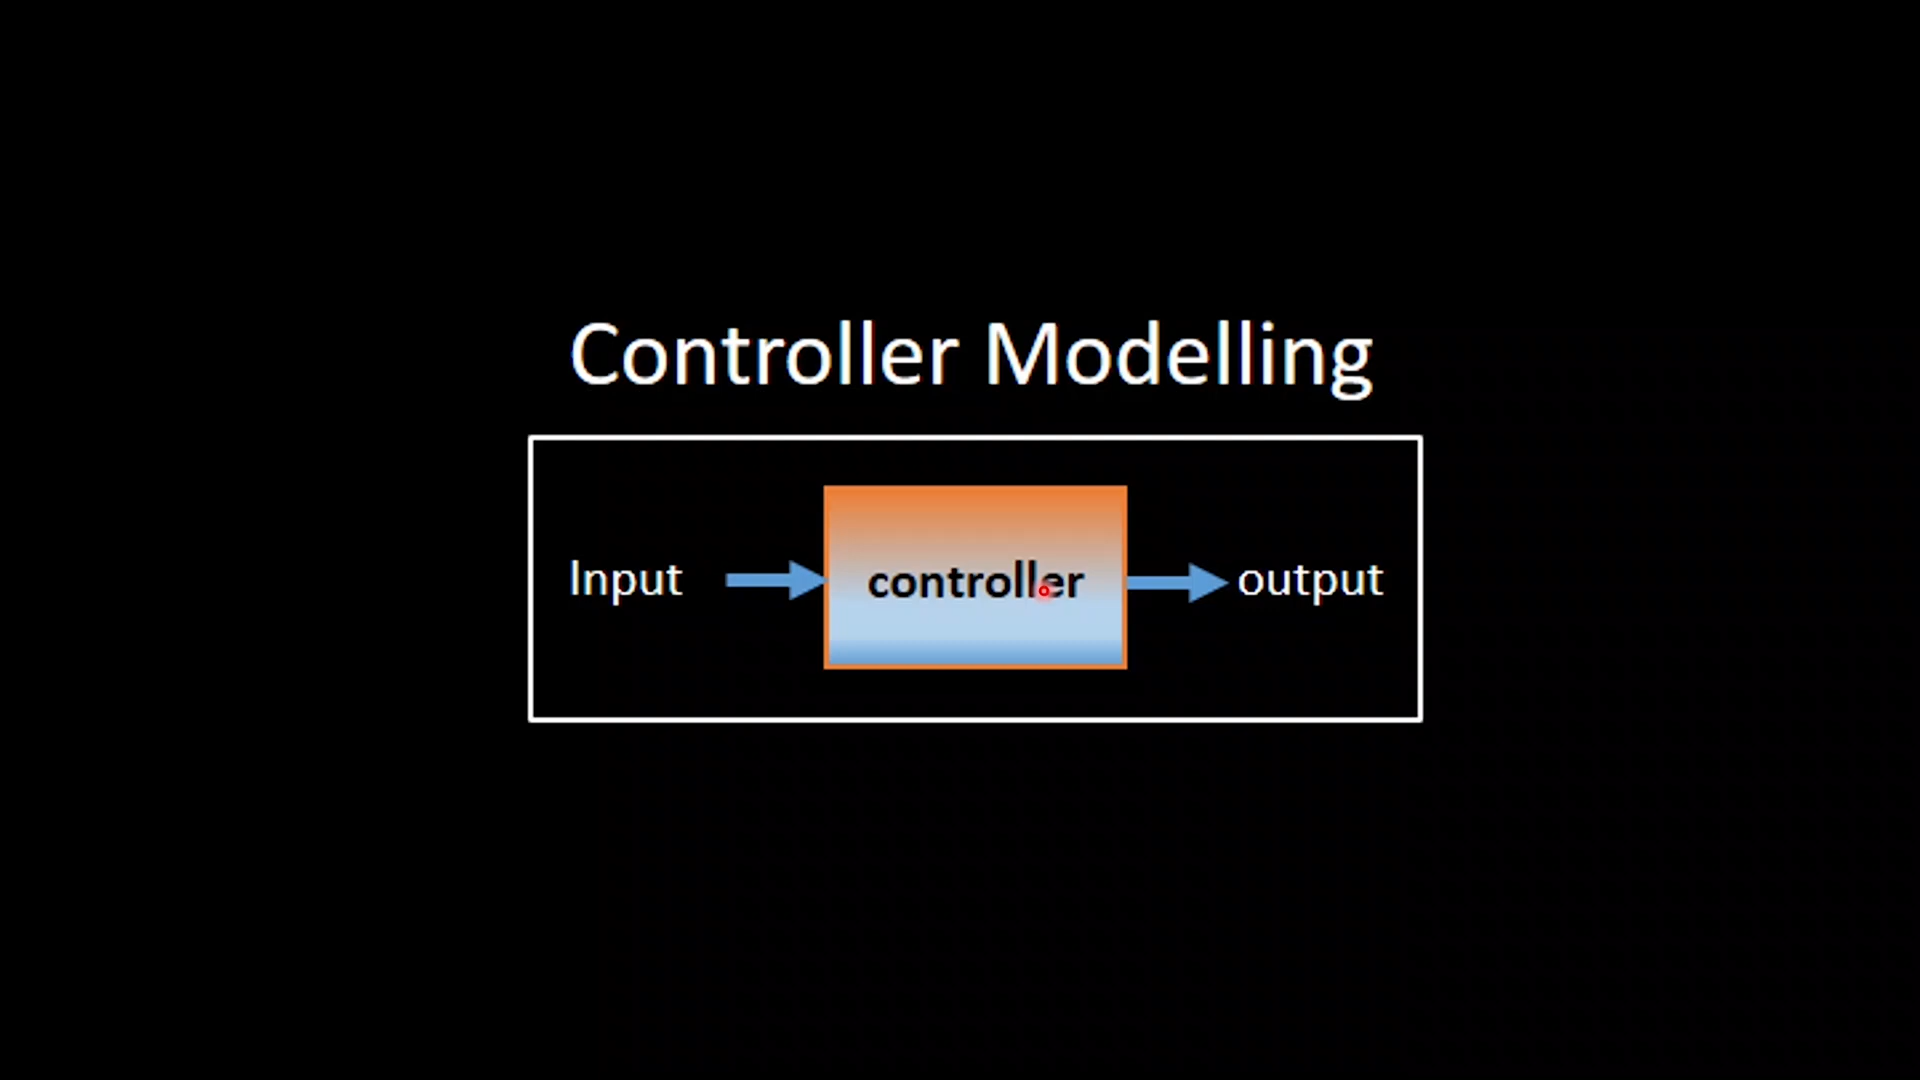 Controller Modelling
Input
controller
output